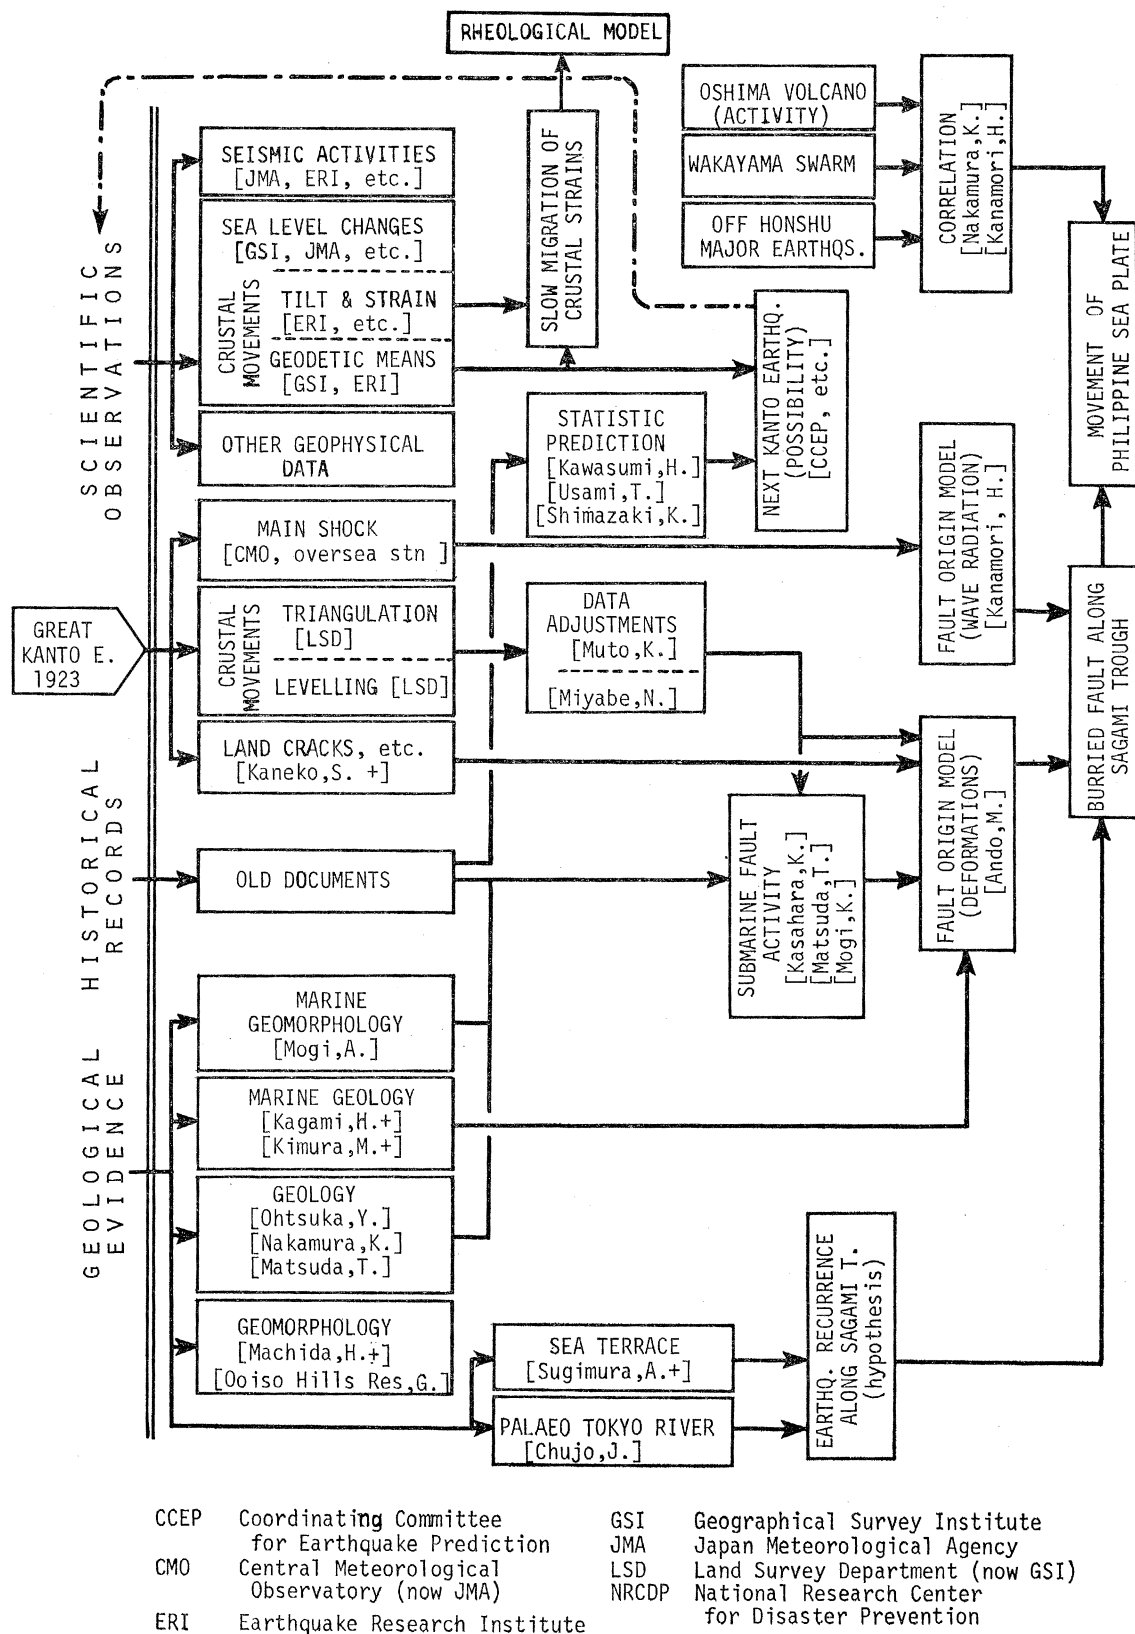 RHEOLOGICAL MODEL
OSHIMA VOLCANO
(ACTIVITY)
WAKAYAMA SWARM
OFF HONSHU
MAJOR EARTHQS.
CORRELATION
[Nakamura,K.]
[Kanamori,H.]
MOVEMENT OF
PHILIPPINE SEA PLATE
SCIENTIFIC
OBSERVATIONS
SEISMIC ACTIVITIES
[JMA, ERI, etc.]
SEA LEVEL CHANGES
[GSI, JMA, etc.]
CRUSTAL
MOVEMENTS
TILT & STRAIN
[ERI, etc.]
GEODETIC MEANS
[GSI, ERI]
OTHER GEOPHYSICAL
DATA
SLOW MIGRATION OF
CRUSTAL STRAINS
STATISTIC
PREDICTION
[Kawasumi,H.]
[Usami,T.]
[Shimazaki,K.]
NEXT KANTO EARTHQ.
(POSSIBILITY)
[CCEP, etc.]
FAULT ORIGIN MODEL
(WAVE RADIATION)
[Kanamori, H.]
GREAT
KANTO E.
1923
MAIN SHOCK
[CMO, oversea stn ]
CRUSTAL
MOVEMENTS
TRIANGULATION
[LSD]
LEVELLING [LSD]
LAND CRACKS, etc.
[Kaneko,S. +]
DATA
ADJUSTMENTS
[Muto,K.]
[Miyabe,N.]
BURRIED FAULT ALONG
SAGAMI TROUGH
FAULT ORIGIN MODEL
(DEFORMATIONS)
[Ando,M.]
SUBMARINE FAULT
ACTIVITY
[Kasahara,K.]
[Matsuda,T.]
[Mogi,K.]
HISTORICAL
RECORDS
OLD DOCUMENTS
GEOLOGICAL
EVIDENCE
MARINE
GEOMORPHOLOGY
[Mogi,A.]
MARINE GEOLOGY
[Kagami,H.+]
[Kimura,M.+]
GEOLOGY
[Ohtsuka,Y.]
[Nakamura,K.]
[Matsuda,T.]
GEOMORPHOLOGY
[Machida,H.+]
[Ooiso Hills Res,G.]
SEA TERRACE
[Sugimura,A.+]
PALAEO TOKYO RIVER
[Chujo,J.]
EARTHQ. RECURRENCE
ALONG SAGAMI T.
(hypothesis)
CCEP Coordinating Committee
for Earthquake Prediction
CMO Central Meteorological
Observatory (now JMA)
ERI Earthquake Research Institute
GSI Geographical Survey Institute
JMA Japan Meteorological Agency
LSD Land Survey Department (now GSI)
NRCDP National Research Center
for Disaster Prevention